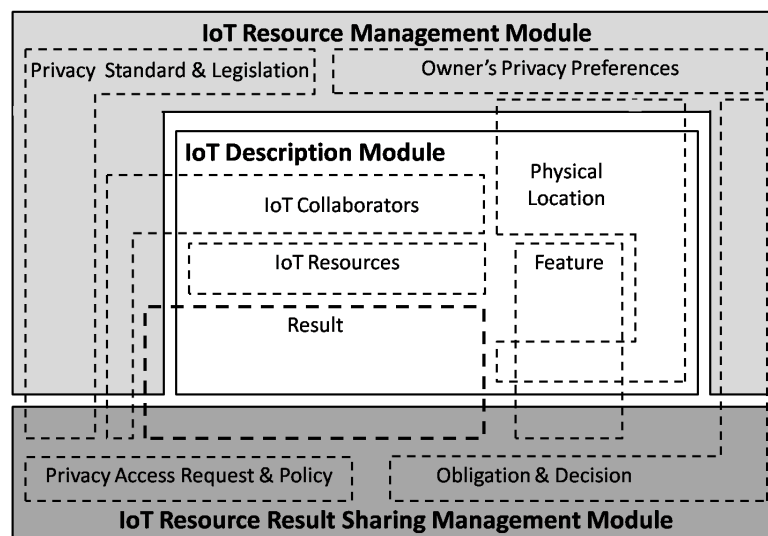 IoT Resource Management Module
Privacy Standard & Legislation
Owner's Privacy Preferences
IoT Description Module
Physical
Location
IoT Collaborators
IoT Resources
Feature
Result
Privacy Access Request & Policy
Obligation & Decision
IoT Resource Result Sharing Management Module